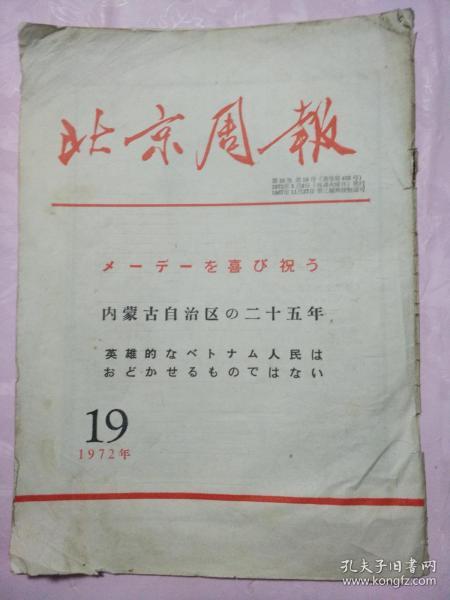 北京周報
メーデーを喜び祝う
内蒙古自治区の二十五年
英雄的なベトナム人民は
おどかせるものではない
19
1972年
孔夫子旧书网
www.kongfz.com